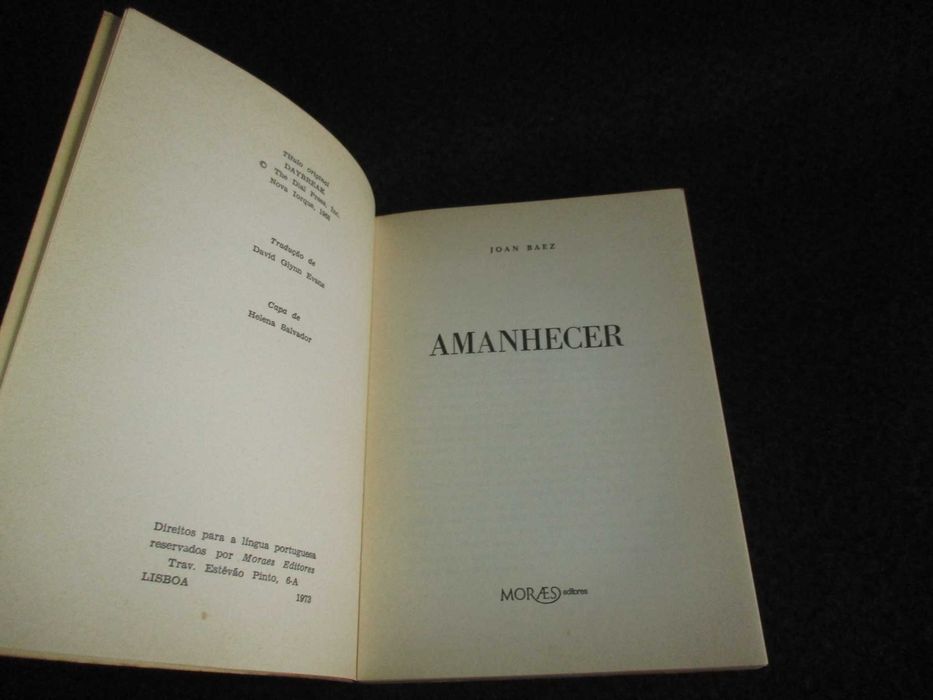 Título original
DAYBREAK
© The Dial Press, Inc.
Nova Iorque, 1968
Tradução de
David Glynn Evans
Capa de
Helena Salvador
Direitos para a língua portuguesa
reservados por Moraes Editores
Trav. Estêvão Pinto, 6-A
LISBOA
1973
JOAN BAEZ
AMANHECER
MORÆS editores